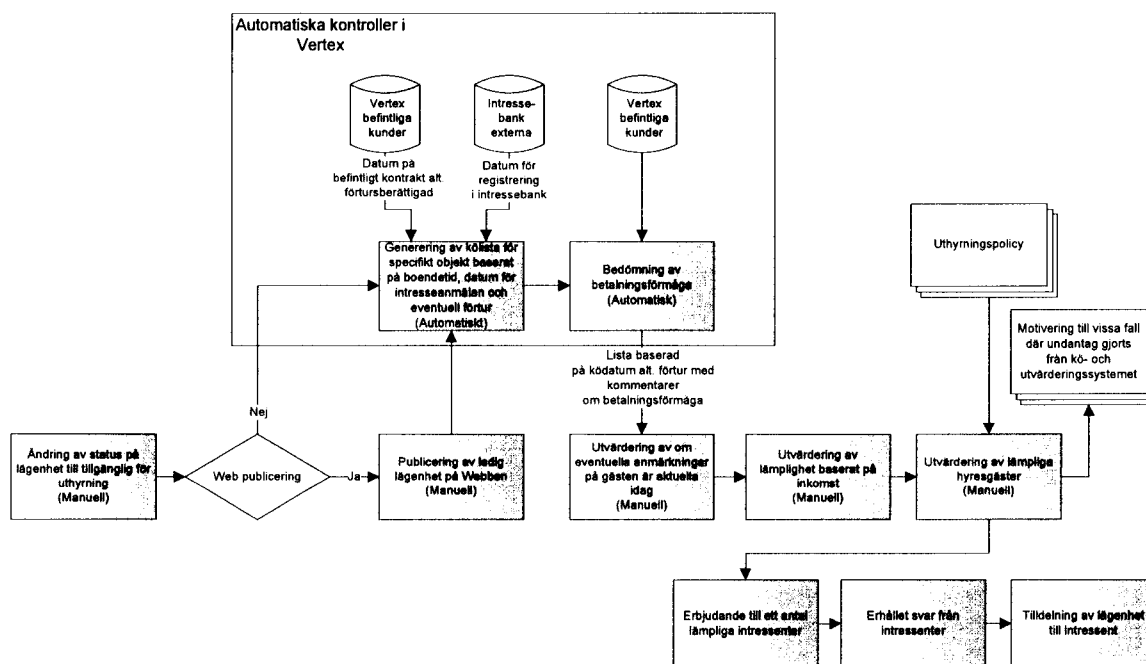 Automatiska kontroller i
Vertex
Vertex
befintliga
kunder
Intresse-
bank
externa
Vertex
befintliga
kunder
Datum på
befintligt kontrakt alt.
förtursberättigad
Datum för
registrering
i intressebank
Generering av kölista för
specifikt objekt baserat
på boendetid, datum för
intresseanmälan och
eventuell förtur
(Automatiskt)
Bedömning av
betalningsförmåga
(Automatisk)
Uthyrningspolicy
Motivering till vissa fall
där undantag gjorts
från kö- och
utvärderingssystemet
Lista baserad
på ködatum alt. förtur med
kommentarer
om betalningsförmåga
Nej
Ändring av status på
lägenhet till tillgänglig för
uthyrning
(Manuell)
Web publicering
Ja
Publicering av ledig
lägenhet på Webben
(Manuell)
Utvärdering av om
eventuella anmärkningar
på gästen är aktuella
idag
(Manuell)
Utvärdering av
lämplighet baserat på
inkomst
(Manuell)
Utvärdering av lämpliga
hyresgäster
(Manuell)
Erbjudande till ett antal
lämpliga intressenter
Erhållet svar från
intressenter
Tilldelning av lägenhet
till intressent